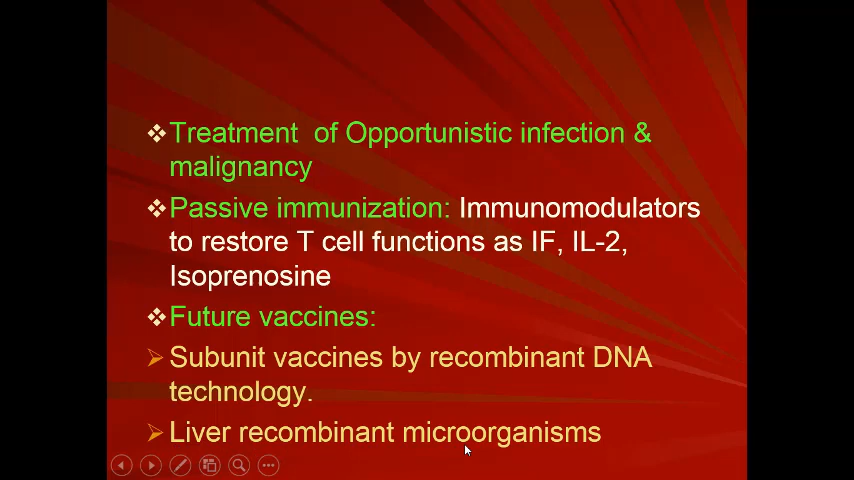 Treatment of Opportunistic infection &
malignancy
Passive immunization: Immunomodulators
to restore T cell functions as IF, IL-2,
Isoprenosine
Future vaccines:
Subunit vaccines by recombinant DNA
technology.
Liver recombinant microorganisms